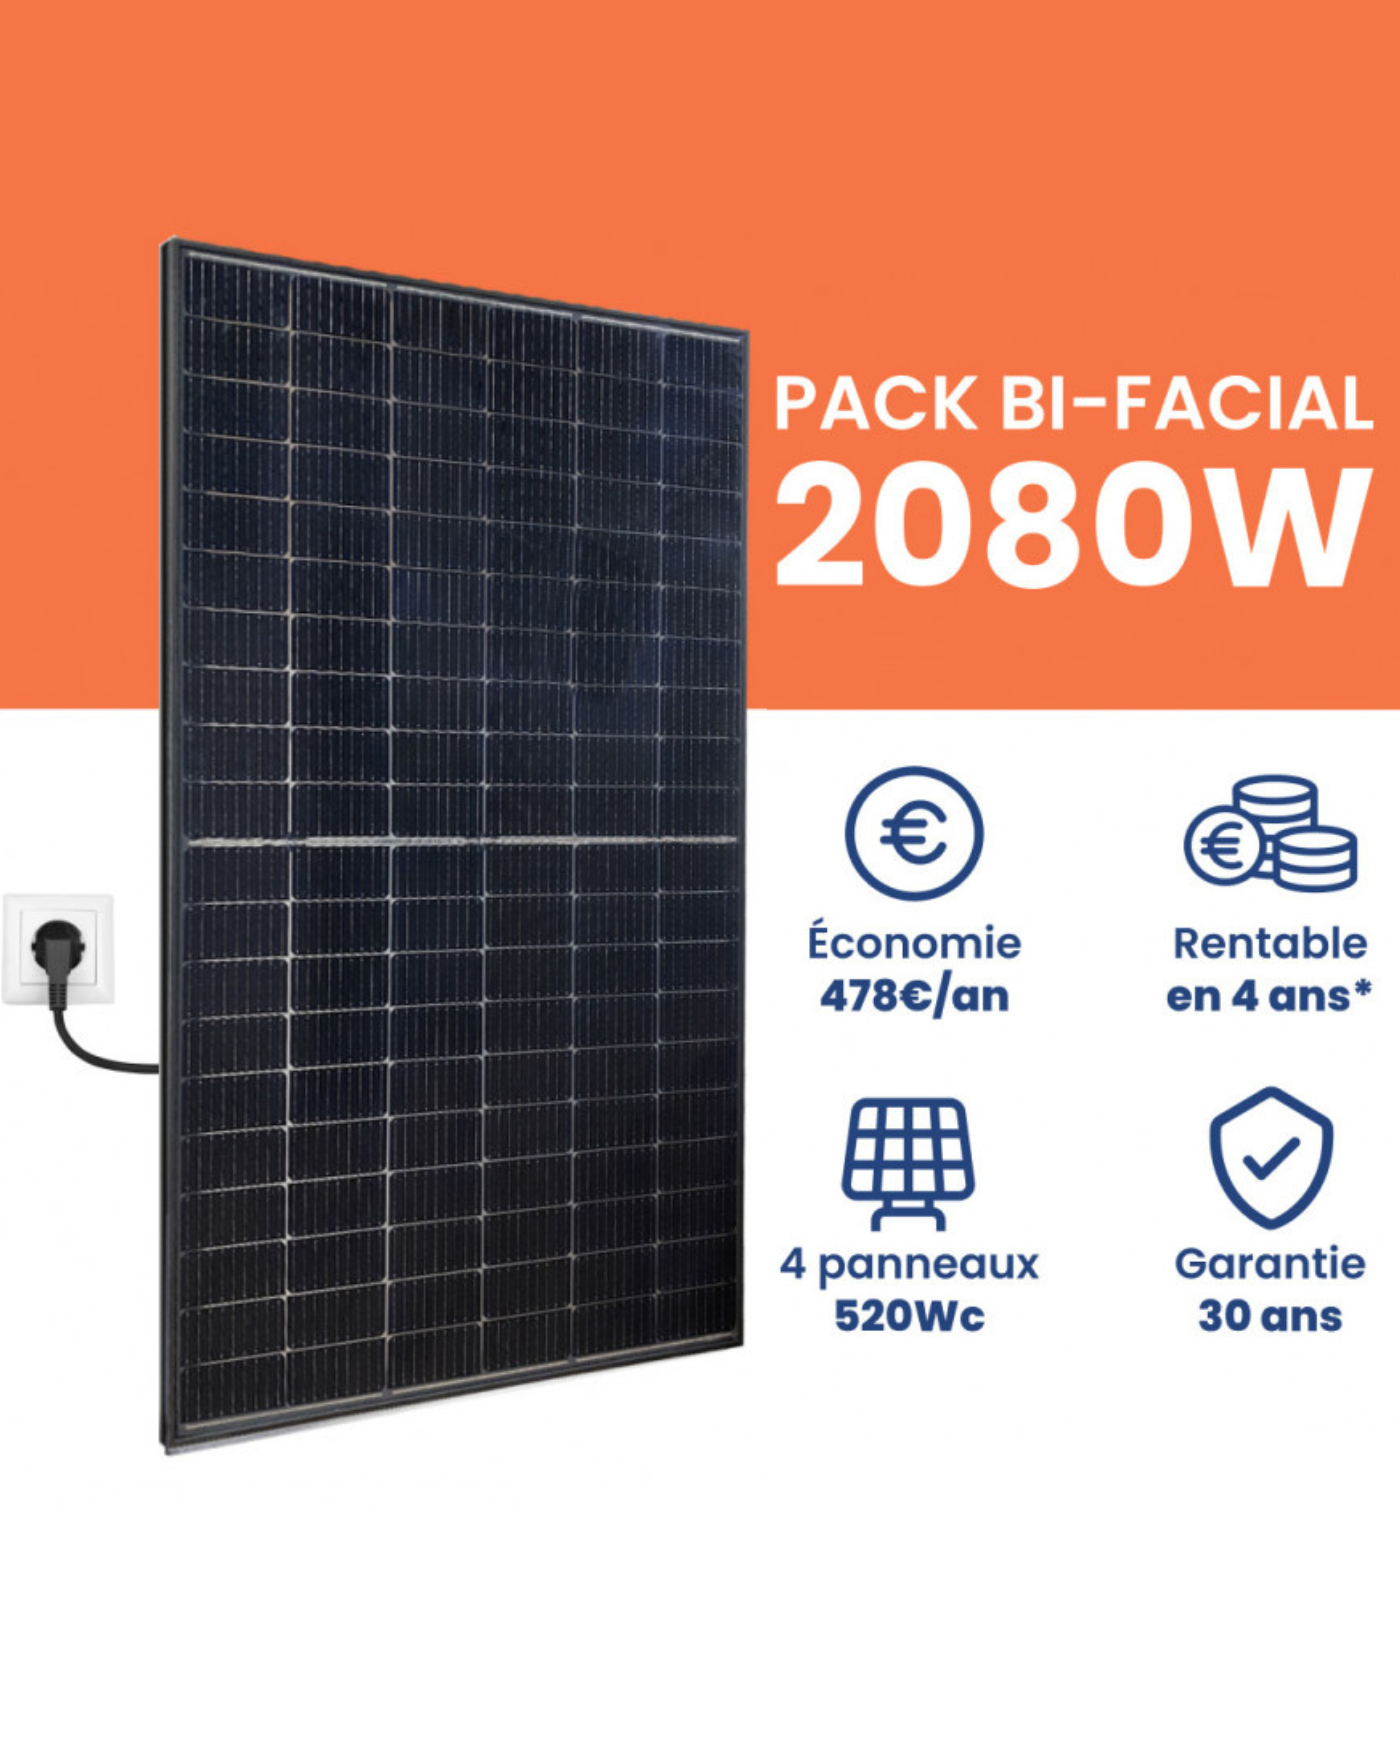 PACK BI-FACIAL
2080W
Économie
478€/an
Rentable
en 4 ans*
4 panneaux
520Wc
Garantie
30 ans